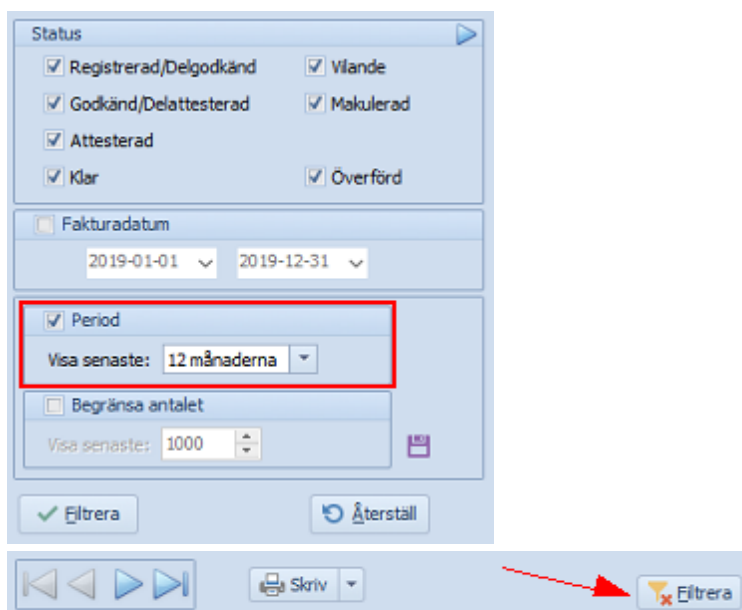 Status
Registrerad/Delgodkänd Vilande
Godkänd/Delattesterad Makulerad
Attesterad
Klar Överförd
Fakturadatum
2019-01-01 2019-12-31
Period
Visa senaste: 12 månaderna
Begränsa antalet
Visa senaste: 1000
Filtrera Återställ
Skriv Filtrera